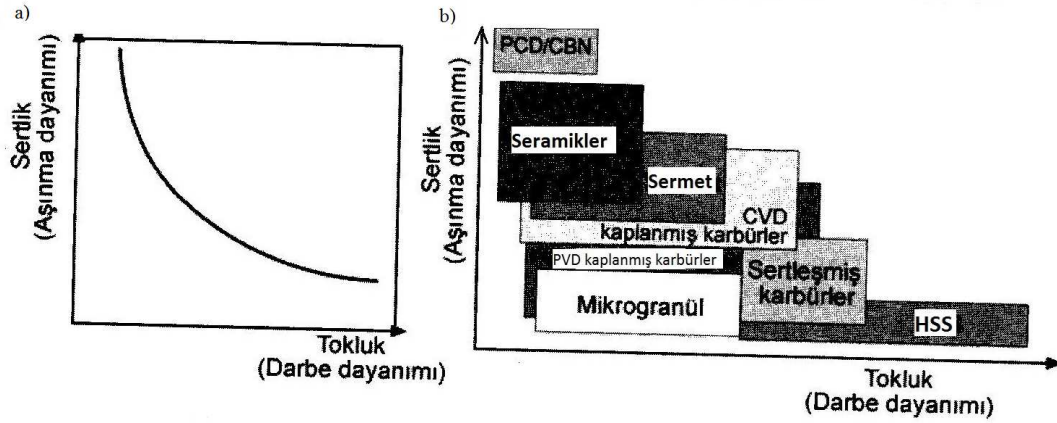 a)
Sertlik
(Aşınma dayanımı)
Tokluk
(Darbe dayanımı)
b)
Sertlik
(Aşınma dayanımı)
PCD/CBN
Seramikler
Sermet
CVD
kaplanmış karbürler
PVD kaplanmış karbürler
Sertleşmiş
karbürler
Mikrogranül
HSS
Tokluk
(Darbe dayanımı)